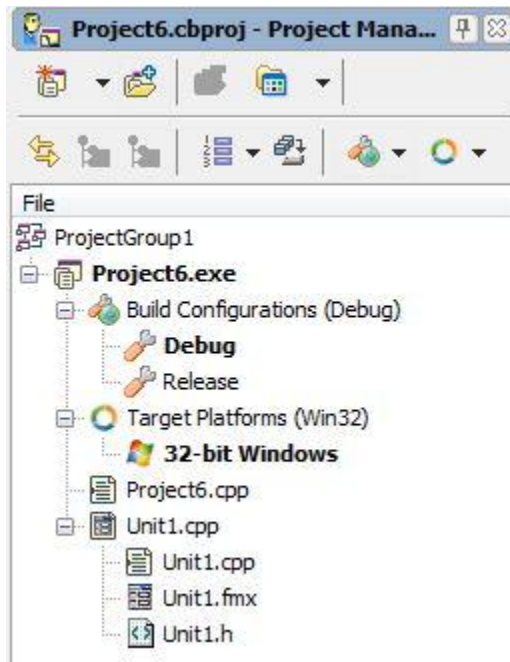 Project6.cbproj - Project Mana...
File
ProjectGroup1
Project6.exe
Build Configurations (Debug)
Debug
Release
Target Platforms (Win32)
32-bit Windows
Project6.cpp
Unit1.cpp
Unit1.cpp
Unit1.fmx
Unit1.h